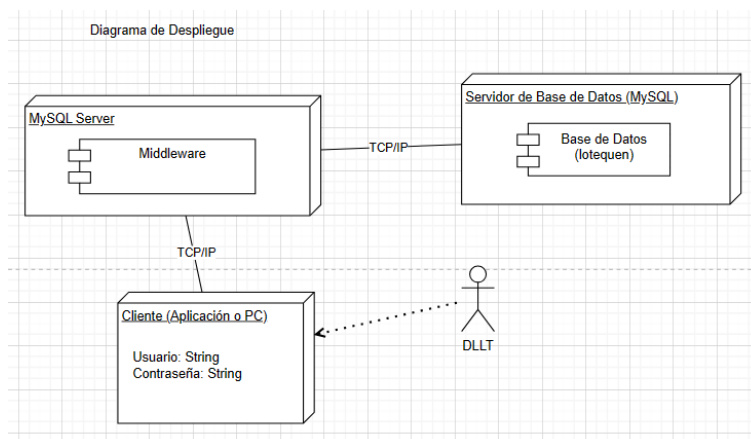 Diagrama de Despliegue
MySQL Server
Middleware
TCP/IP
Servidor de Base de Datos (MySQL)
Base de Datos
(lotequen)
TCP/IP
Cliente (Aplicación o PC)
Usuario: String
Contraseña: String
DLLT